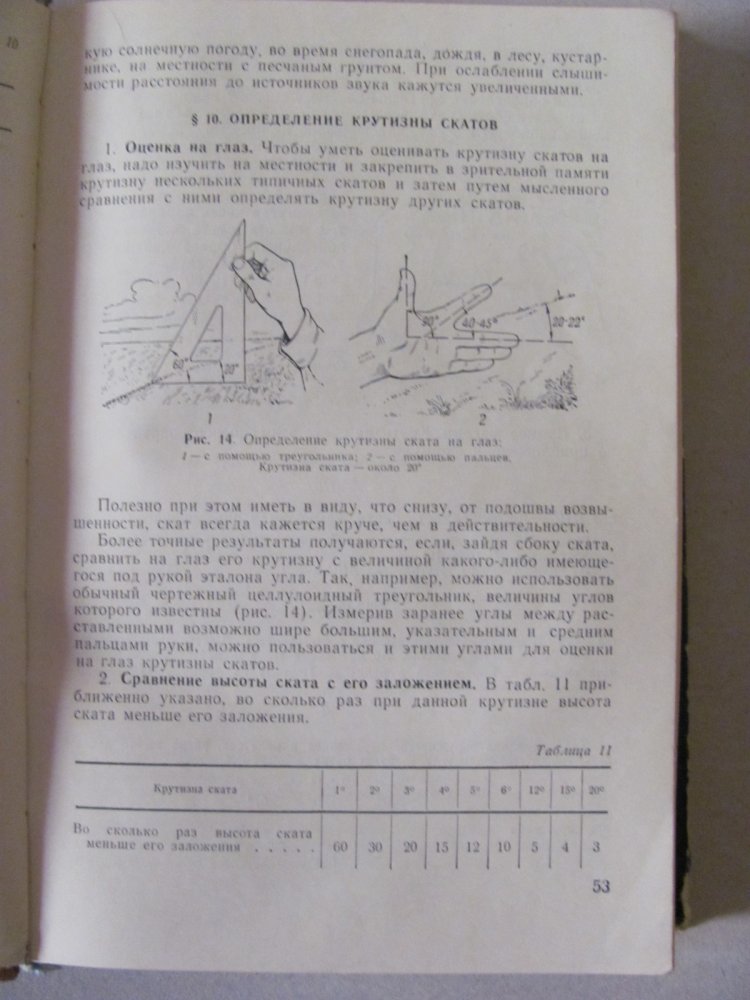 кую солнечную погоду, во время снегопада, дождя, в лесу, кустар-
нике, на местности с песчаным грунтом. При ослаблении слыши-
мости расстояния до источников звука кажутся увеличенными.
§ 10. ОПРЕДЕЛЕНИЕ КРУТИЗНЫ СКАТОВ
1. Оценка на глаз. Чтобы уметь оценивать крутизну скатов на
глаз, надо изучить на местности и закрепить в зрительной памяти
крутизну нескольких типичных скатов и затем путем мысленного
сравнения с ними определять крутизну других скатов.
60° 20°
90° 40-45° 20-22°
1 2
Рис. 14. Определение крутизны ската на глаз:
1 — с помощью треугольника; 2 — с помощью пальцев.
Крутизна ската — около 20°
Полезно при этом иметь в виду, что снизу, от подошвы возвы-
шенности, скат всегда кажется круче, чем в действительности.
Более точные результаты получаются, если, зайдя сбоку ската,
сравнить на глаз его крутизну с величиной какого-либо имеюще-
гося под рукой эталона угла. Так, например, можно использовать
обычный чертежный целлулоидный треугольник, величины углов
которого известны (рис. 14). Измерив заранее углы между рас-
ставленными возможно шире большим, указательным и средним
пальцами руки, можно пользоваться и этими углами для оценки
на глаз крутизны скатов.
2. Сравнение высоты ската с его заложением. В табл. 11 при-
ближенно указано, во сколько раз при данной крутизне высота
ската меньше его заложения.
Таблица 11
Крутизна ската 1° 2° 3° 4° 5° 6° 12° 15° 20°
Во сколько раз высота ската
меньше его заложения . . . . . 60 30 20 15 12 10 5 4 3
53
10